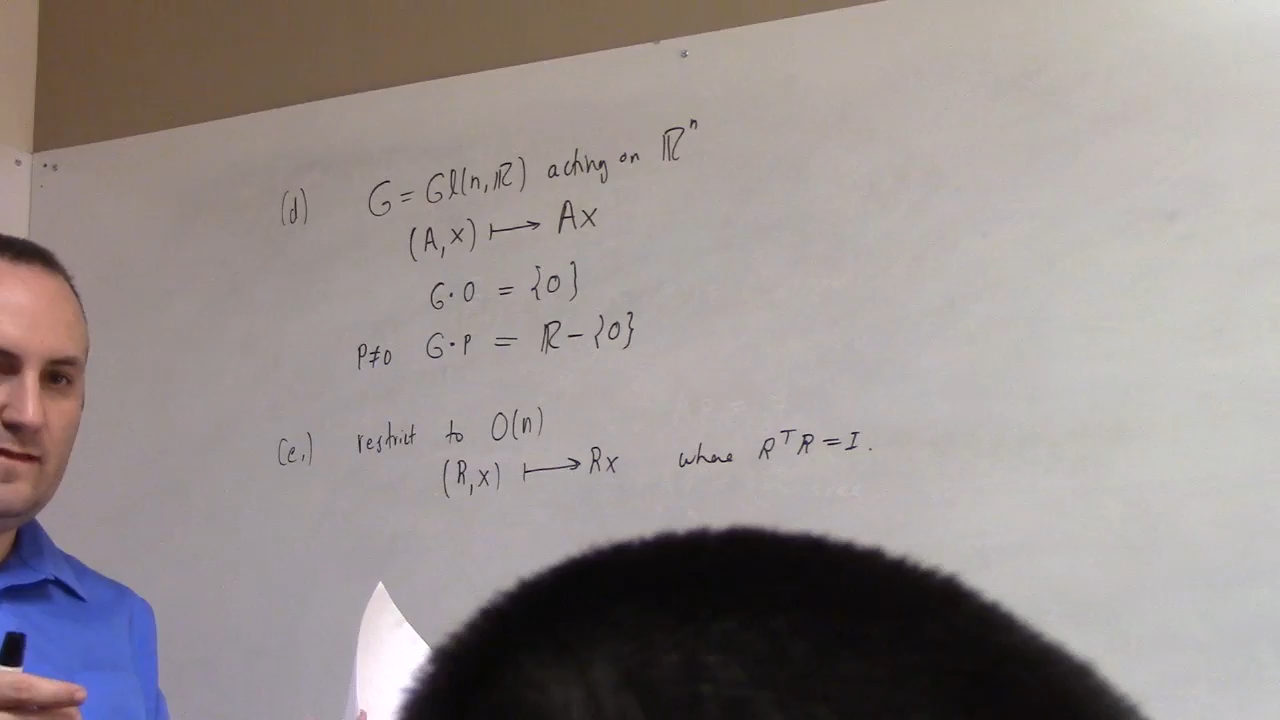 (d) G = Gl(n,ℝ) acting on ℝⁿ
(A,x) ⟼ Ax
G·0 = {0}
P≠0 G·P = ℝ-{0}
(e.) restrict to O(n)
(R,x) ⟼ Rx where RᵀR = I.